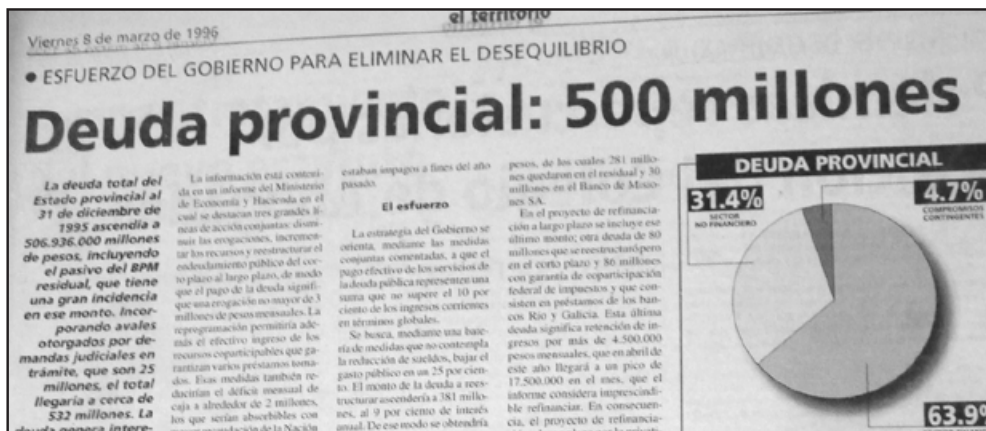 el territorio
Viernes 8 de marzo de 1996
• ESFUERZO DEL GOBIERNO PARA ELIMINAR EL DESEQUILIBRIO
Deuda provincial: 500 millones
La deuda total del
Estado provincial al
31 de diciembre de
1995 ascendía a
506.936.000 millones
de pesos, incluyendo
el pasivo del BPM
residual, que tiene
una gran incidencia
en ese monto. Incor-
porando avales
otorgados por de-
mandas judiciales en
trámite, que son 25
millones, el total
llegaría a cerca de
532 millones. La
deuda genera intere-
La información está conteni-
da en un informe del Ministerio
de Economía y Hacienda en el
cual se destacan tres grandes lí-
neas de acción conjuntas: dismi-
nuir las erogaciones, incremen-
tar los recursos y reestructurar el
endeudamiento público del cor-
to plazo al largo plazo, de modo
que el pago de la deuda signifi-
que una erogación no mayor de 3
millones de pesos mensuales. La
reprogramación permitiría ade-
más el efectivo ingreso de los
recursos coparticipables que ga-
rantizan varios préstamos toma-
dos. Esas medidas también re-
ducirían el déficit mensual de
caja a alrededor de 2 millones,
los que serían absorbibles con
de la Nación
estaban impagos a fines del año
pasado.
El esfuerzo
La estrategia del Gobierno se
orienta, mediante las medidas
conjuntas comentadas, a que el
pago efectivo de los servicios de
la deuda pública representen una
suma que no supere el 10 por
ciento de los ingresos corrientes
en términos globales.
Se busca, mediante una bate-
ría de medidas que no contempla
la reducción de sueldos, bajar el
gasto público en un 25 por cien-
to. El monto de la deuda a rees-
tructurar ascendería a 381 millo-
nes, al 9 por ciento de interés
anual. De ese modo se obtendría
pesos, de los cuales 281 millo-
nes quedaron en el residual y 30
millones en el Banco de Misio-
nes SA.
En el proyecto de refinancia-
ción a largo plazo se incluye ese
último monto; otra deuda de 80
millones que se reestructuró pero
en el corto plazo y 86 millones
con garantía de coparticipación
federal de impuestos y que con-
sisten en préstamos de los ban-
cos Río y Galicia. Esta última
deuda significa retención de in-
gresos por más de 4.500.000
pesos mensuales, que en abril de
este año llegará a un pico de
17.500.000 en el mes, que el
informe considera imprescindi-
ble refinanciar. En consecuen-
cia, el proyecto de refinancia-
DEUDA PROVINCIAL
31.4%
SECTOR
NO FINANCIERO
4.7%
COMPROMISOS
CONTINGENTES
63.9%